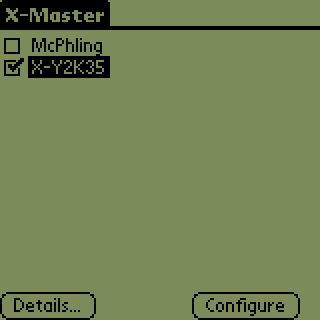 X-Master
McPhling
X-Y2K35
Details...
Configure